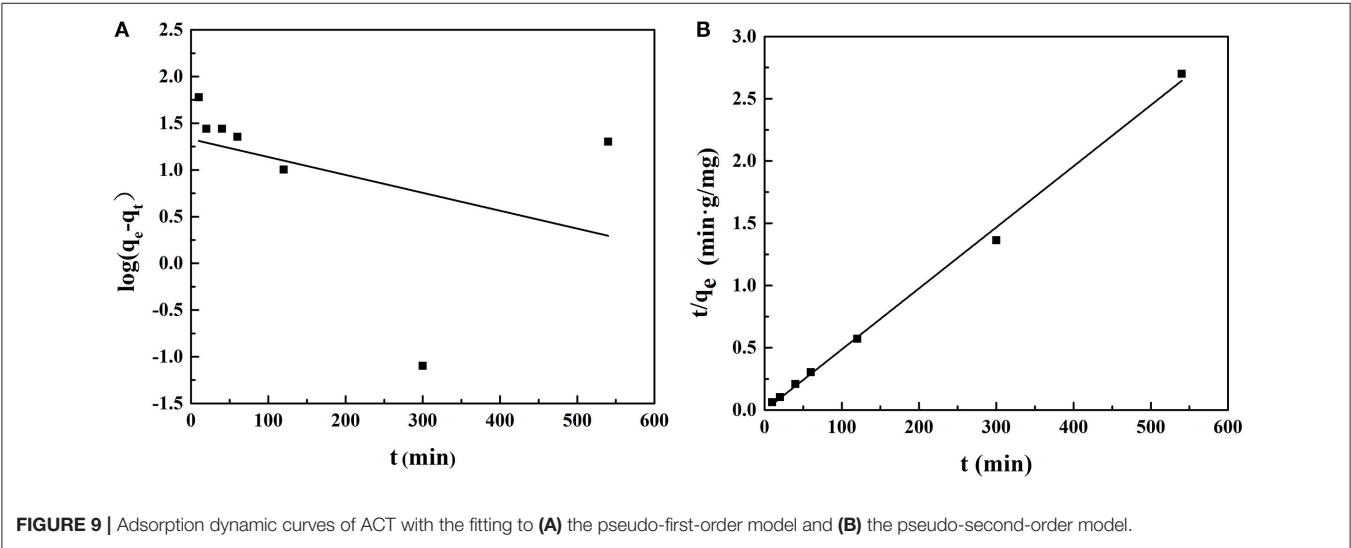 A
2.5
2.0
1.5
1.0
0.5
0.0
-0.5
-1.0
-1.5
log(qe-qt)
0 100 200 300 400 500 600
t (min)
B
3.0
2.5
2.0
1.5
1.0
0.5
0.0
t/qe (min·g/mg)
0 100 200 300 400 500 600
t (min)
FIGURE 9 | Adsorption dynamic curves of ACT with the fitting to (A) the pseudo-first-order model and (B) the pseudo-second-order model.